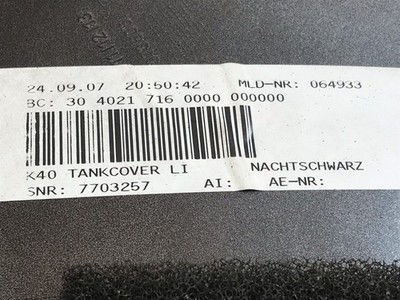 24.09.07 20:50:42 MLD-NR: 064933
BC: 30 4021 716 0000 000000
K40 TANKCOVER LI NACHTSCHWARZ
SNR: 7703257 AI: AE-NR: